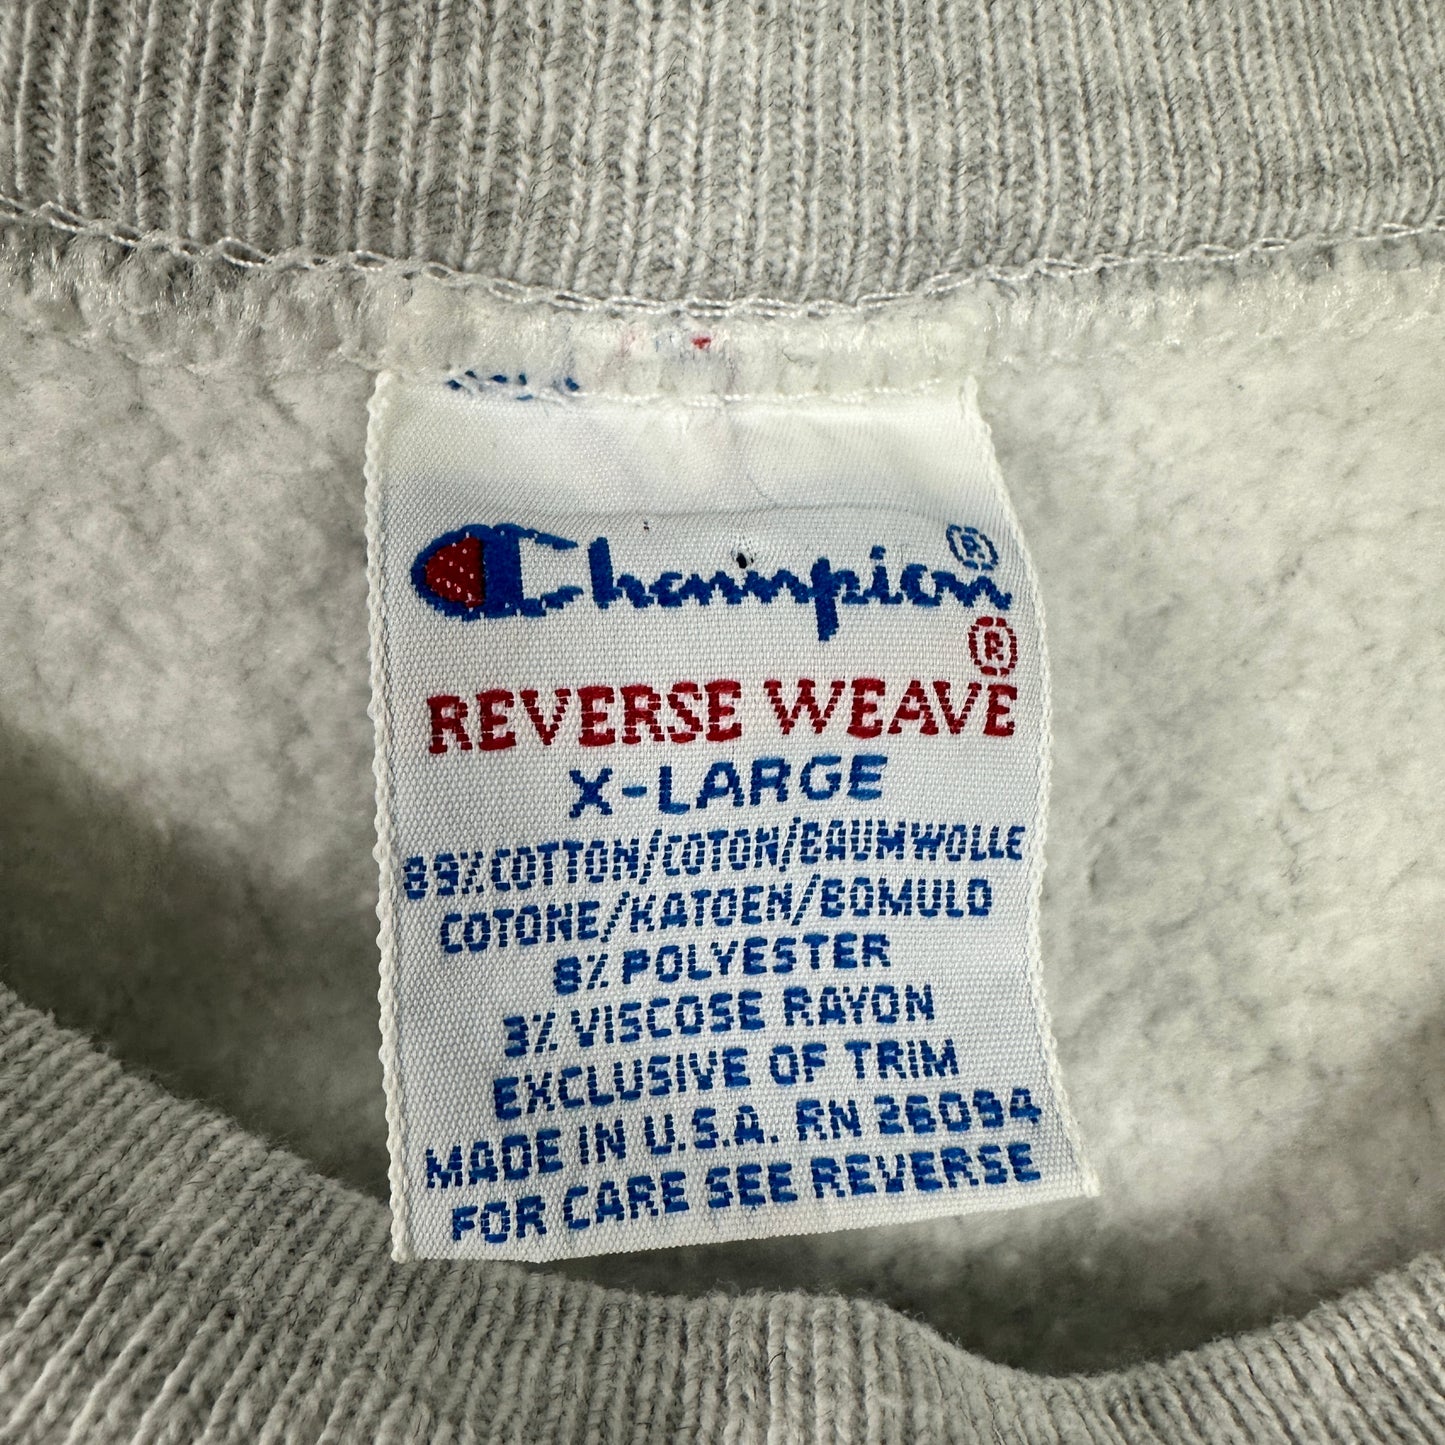 Champion®
®
REVERSE WEAVE
X-LARGE
89% COTTON/COTON/BAUMWOLLE
COTONE/KATOEN/BOMULD
8% POLYESTER
3% VISCOSE RAYON
EXCLUSIVE OF TRIM
MADE IN U.S.A. RN 26094
FOR CARE SEE REVERSE